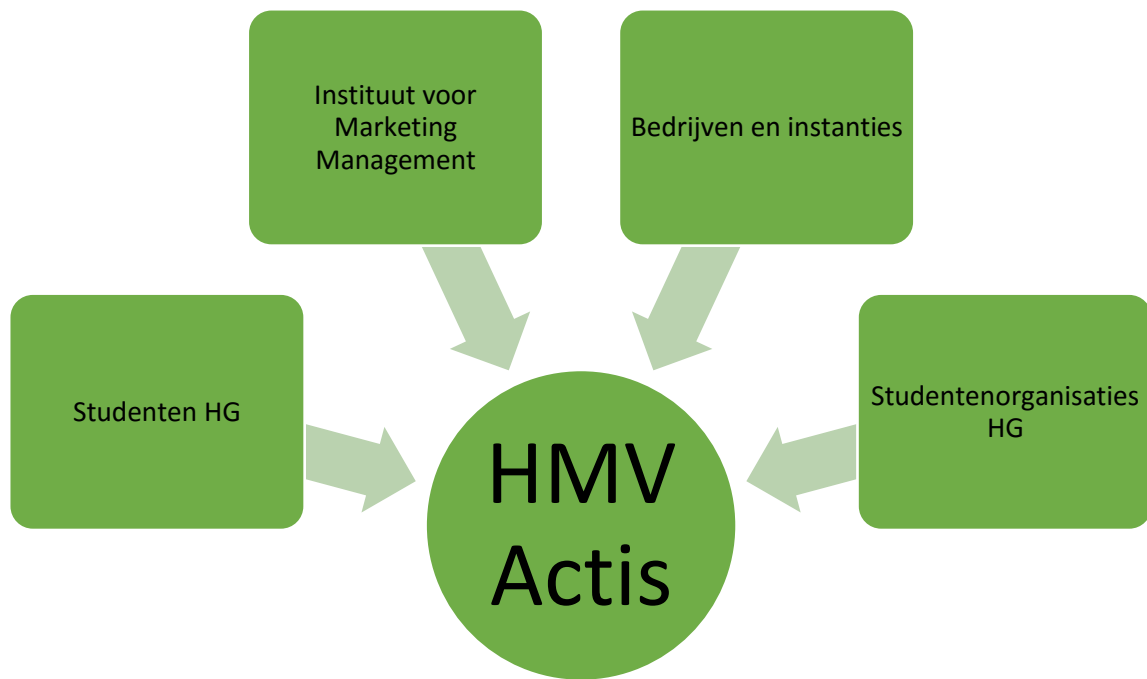 Instituut voor
Marketing
Management
Bedrijven en instanties
Studenten HG
Studentenorganisaties
HG
HMV
Actis